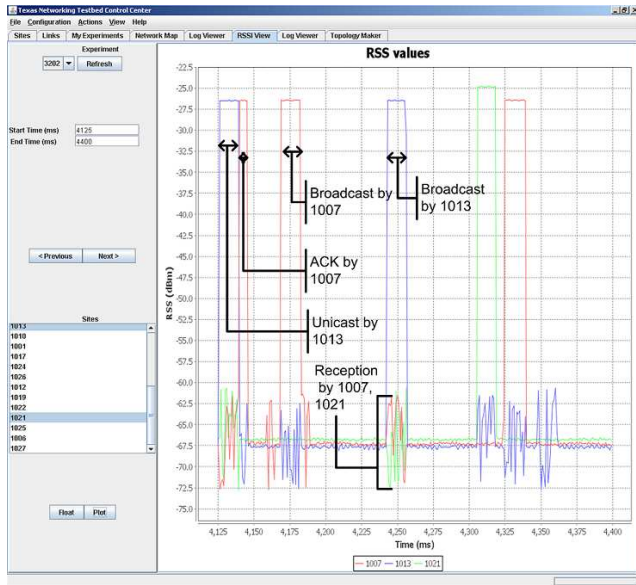 Texas Networking Testbed Control Center
File Configuration Actions View Help
Sites Links My Experiments Network Map Log Viewer RSSI View Log Viewer Topology Maker
Experiment
3202 Refresh
Start Time (ms) 4125
End Time (ms) 4400
< Previous Next >
Sites
1013
1010
1001
1017
1024
1026
1012
1019
1022
1021
1025
1006
1027
Float Plot
RSS values
RSS (dBm)
-22.5
-25.0
-27.5
-30.0
-32.5
-35.0
-37.5
-40.0
-42.5
-45.0
-47.5
-50.0
-52.5
-55.0
-57.5
-60.0
-62.5
-65.0
-67.5
-70.0
-72.5
-75.0
Broadcast by
1007
Broadcast
by 1013
ACK by
1007
Unicast by
1013
Reception
by 1007,
1021
4,125 4,150 4,175 4,200 4,225 4,250 4,275 4,300 4,325 4,350 4,375 4,400
Time (ms)
1007 1013 1021